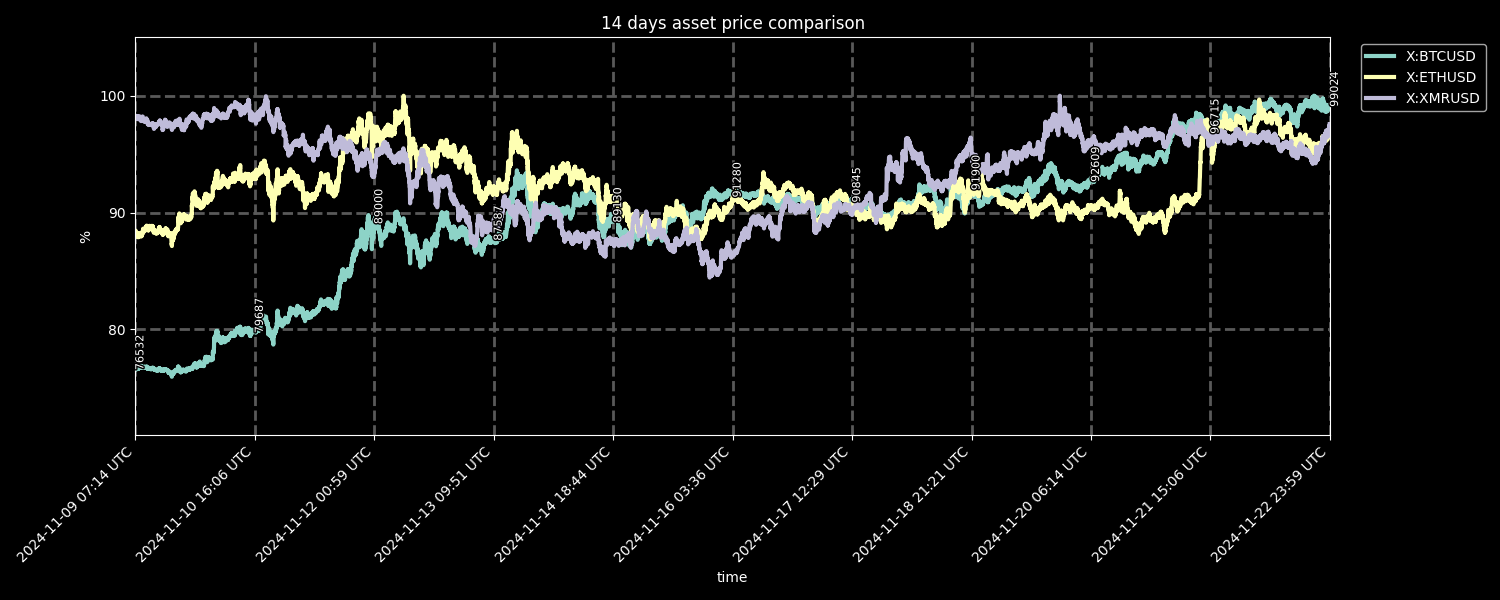 14 days asset price comparison
X:BTCUSD
X:ETHUSD
X:XMRUSD
100
90
80
%
76532
79687
89000
87587
89130
91280
90845
91900
92609
96715
99024
2024-11-09 07:14 UTC
2024-11-10 16:06 UTC
2024-11-12 00:59 UTC
2024-11-13 09:51 UTC
2024-11-14 18:44 UTC
2024-11-16 03:36 UTC
2024-11-17 12:29 UTC
2024-11-18 21:21 UTC
2024-11-20 06:14 UTC
2024-11-21 15:06 UTC
2024-11-22 23:59 UTC
time